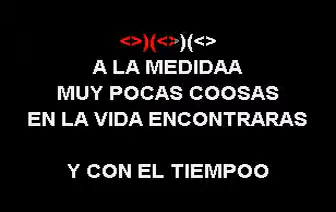 <>)(<>)(<>
A LA MEDIDAA
MUY POCAS COOSAS
EN LA VIDA ENCONTRARAS
Y CON EL TIEMPOO